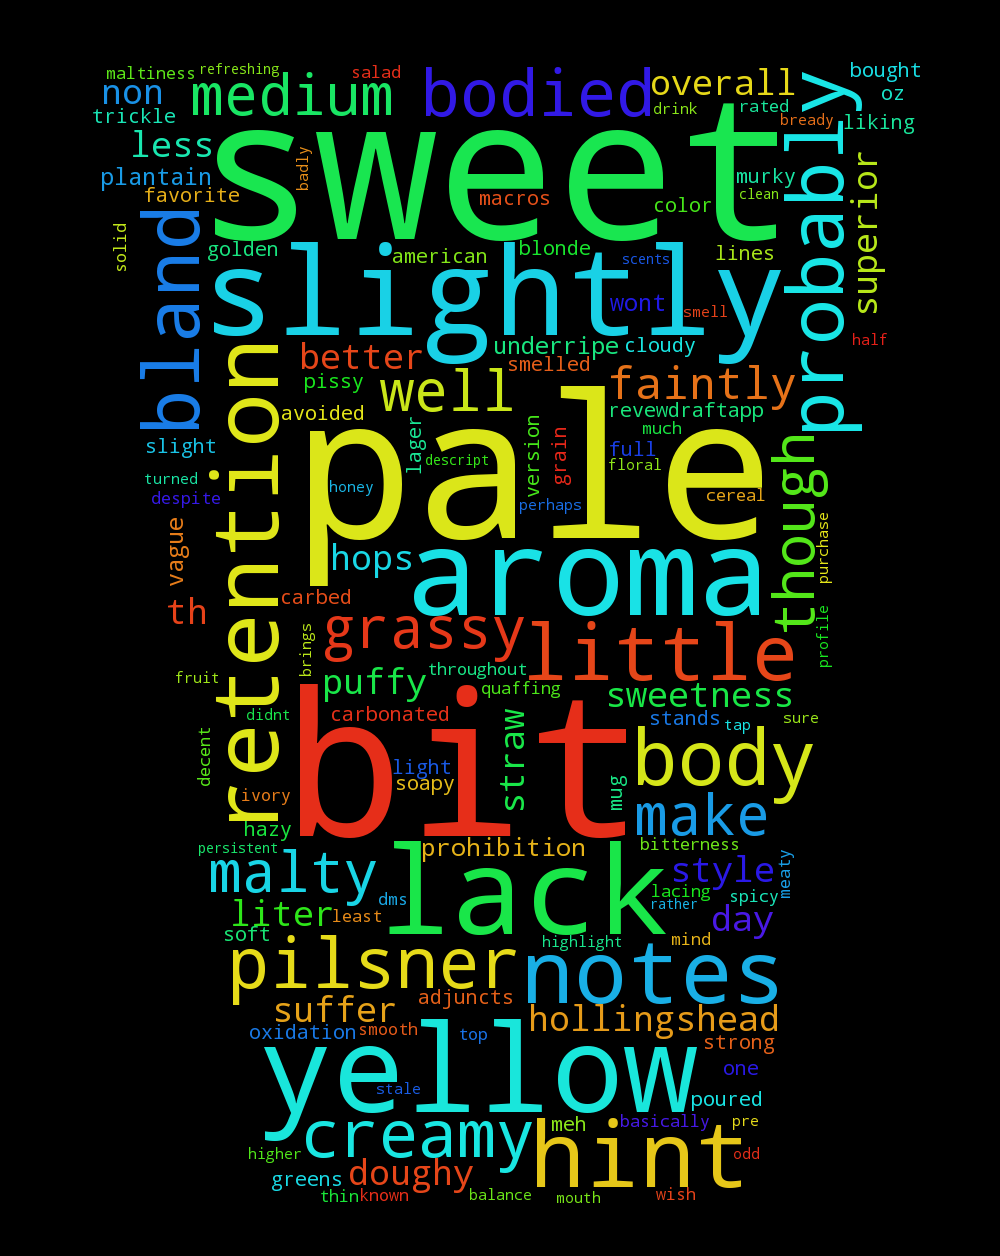 maltiness
refreshing
salad
non
medium
bodied
overall
bought
trickle
drink
rated
oz
bready
liking
less
sweet
probably
plantain
badly
favorite
macros
color
murky
clean
superior
solid
bland
golden
slightly
american
blonde
scents
lines
wont
smell
half
retention
better
underripe
cloudy
smelled
pissy
well
faintly
avoided
revewdraftapp
much
slight
lager
pale
version
grain
full
though
descript
floral
turned
honey
cereal
despite
perhaps
purchase
vague
hops
aroma
carbed
th
grassy
little
profile
brings
throughout
fruit
puffy
quaffing
sweetness
didnt
carbonated
bit
straw
stands
tap
sure
decent
light
soapy
body
ivory
mug
make
hazy
persistent
prohibition
bitterness
malty
lack
style
meaty
dms
lacing
rather
spicy
liter
least
day
soft
highlight
mind
pilsner
notes
adjuncts
suffer
hollingshead
oxidation
smooth
top
strong
yellow
one
stale
poured
creamy
meh
basically
pre
hint
higher
odd
greens
doughy
thin
known
balance
mouth
wish